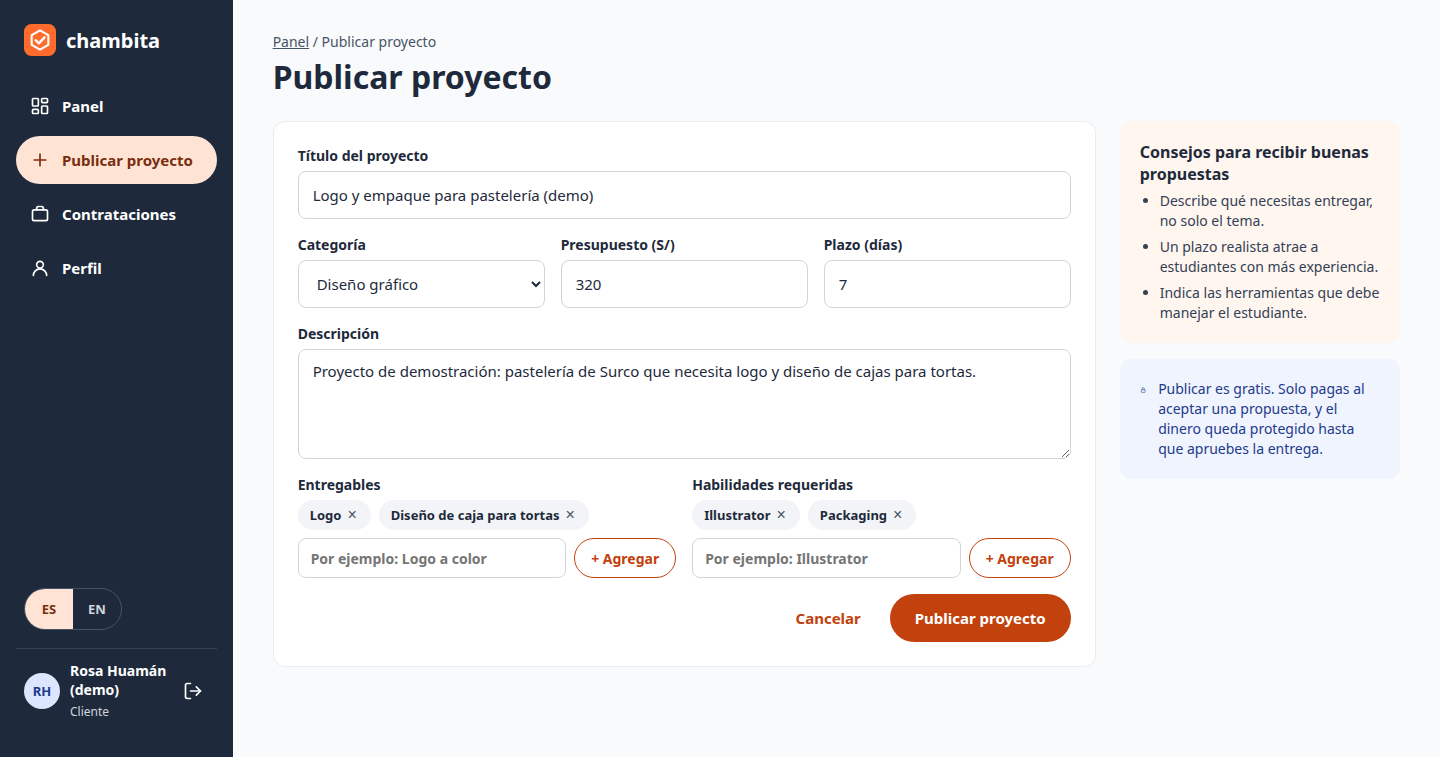 chambita
Panel
Publicar proyecto
Contrataciones
Perfil
ES EN
RH
Rosa Huamán
(demo)
Cliente
Panel / Publicar proyecto
Publicar proyecto
Título del proyecto
Logo y empaque para pastelería (demo)
Categoría Presupuesto (S/) Plazo (días)
Diseño gráfico 320 7
Descripción
Proyecto de demostración: pastelería de Surco que necesita logo y diseño de cajas para tortas.
Entregables Habilidades requeridas
Logo × Diseño de caja para tortas × Illustrator × Packaging ×
Por ejemplo: Logo a color + Agregar Por ejemplo: Illustrator + Agregar
Cancelar Publicar proyecto
Consejos para recibir buenas
propuestas
• Describe qué necesitas entregar,
no solo el tema.
• Un plazo realista atrae a
estudiantes con más experiencia.
• Indica las herramientas que debe
manejar el estudiante.
Publicar es gratis. Solo pagas al
aceptar una propuesta, y el
dinero queda protegido hasta
que apruebes la entrega.